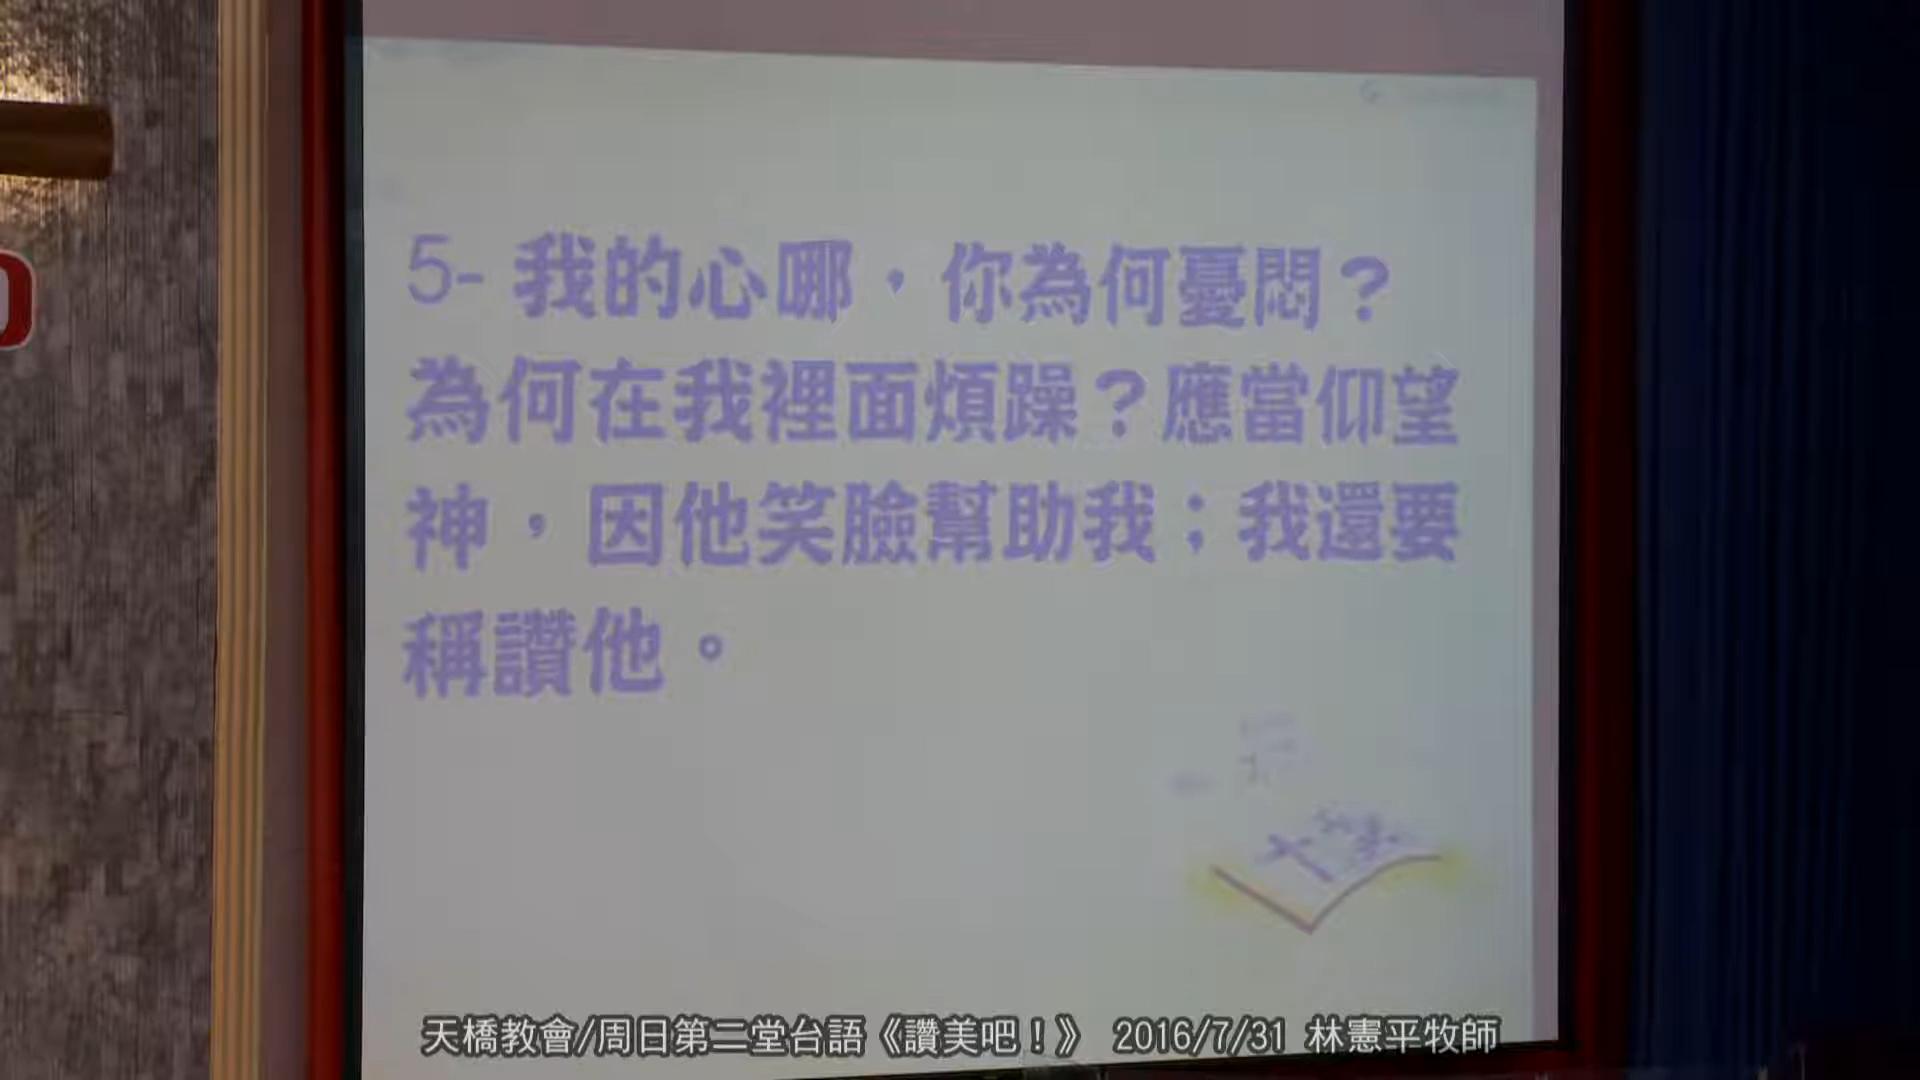 5- 我的心哪，你為何憂悶？
為何在我裡面煩躁？應當仰望
神，因他笑臉幫助我；我還要
稱讚他。
天橋教會/周日第二堂台語《讚美吧！》 2016/7/31 林憲平牧師